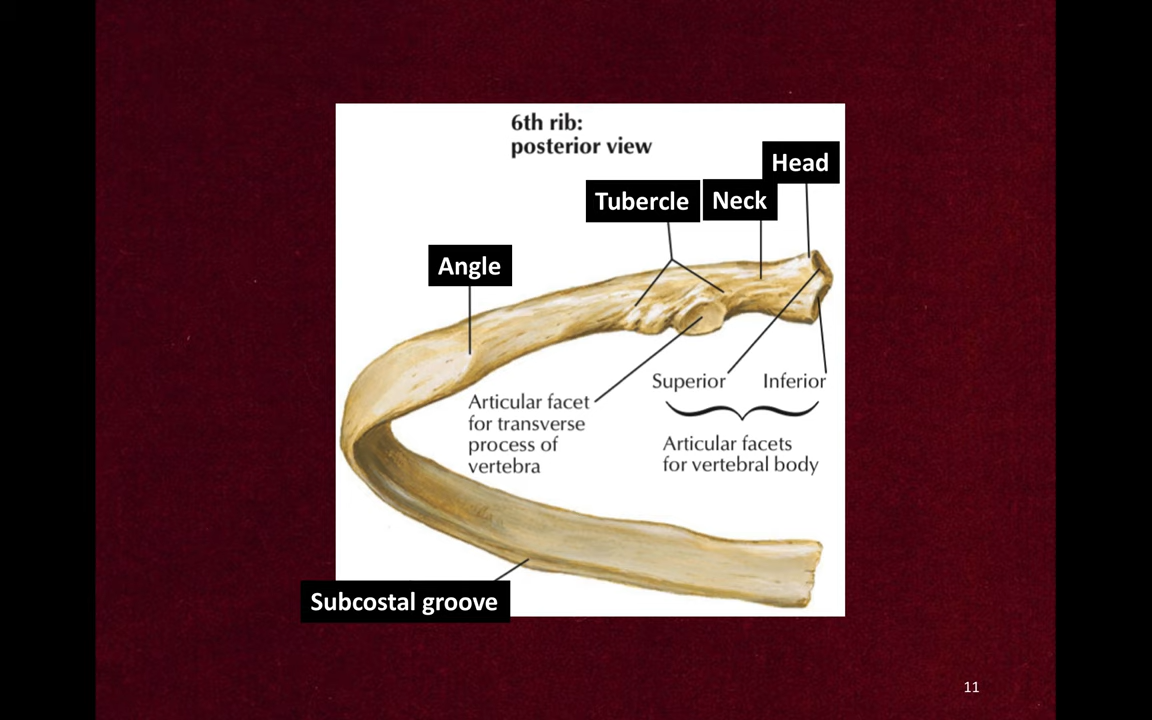 6th rib:
posterior view
Head
Tubercle
Neck
Angle
Superior
Inferior
Articular facet
for transverse
process of
vertebra
Articular facets
for vertebral body
Subcostal groove
11